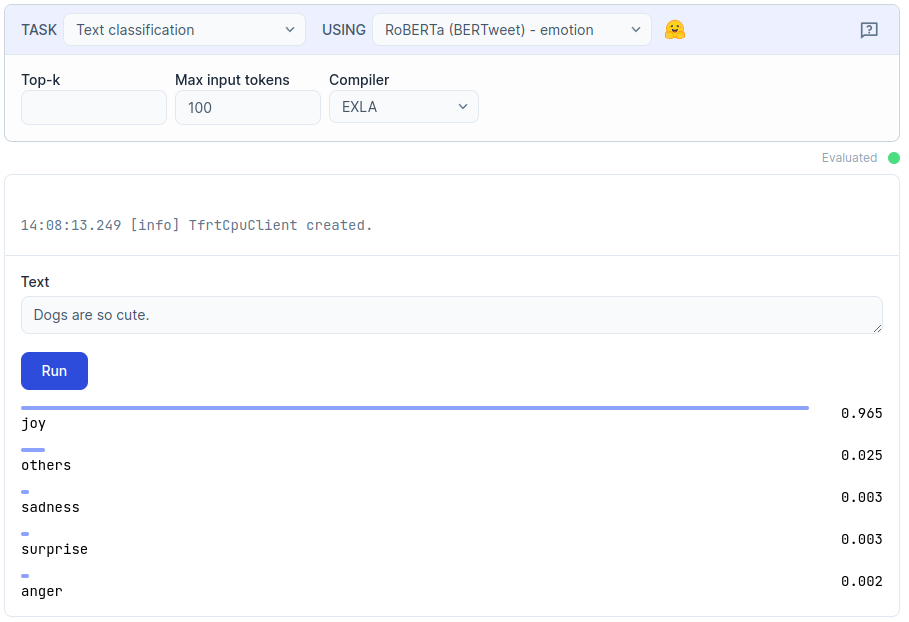 TASK Text classification USING RoBERTa (BERTweet) - emotion
Top-k Max input tokens Compiler
100 EXLA
Evaluated
14:08:13.249 [info] TfrtCpuClient created.
Text
Dogs are so cute.
Run
joy 0.965
others 0.025
sadness 0.003
surprise 0.003
anger 0.002